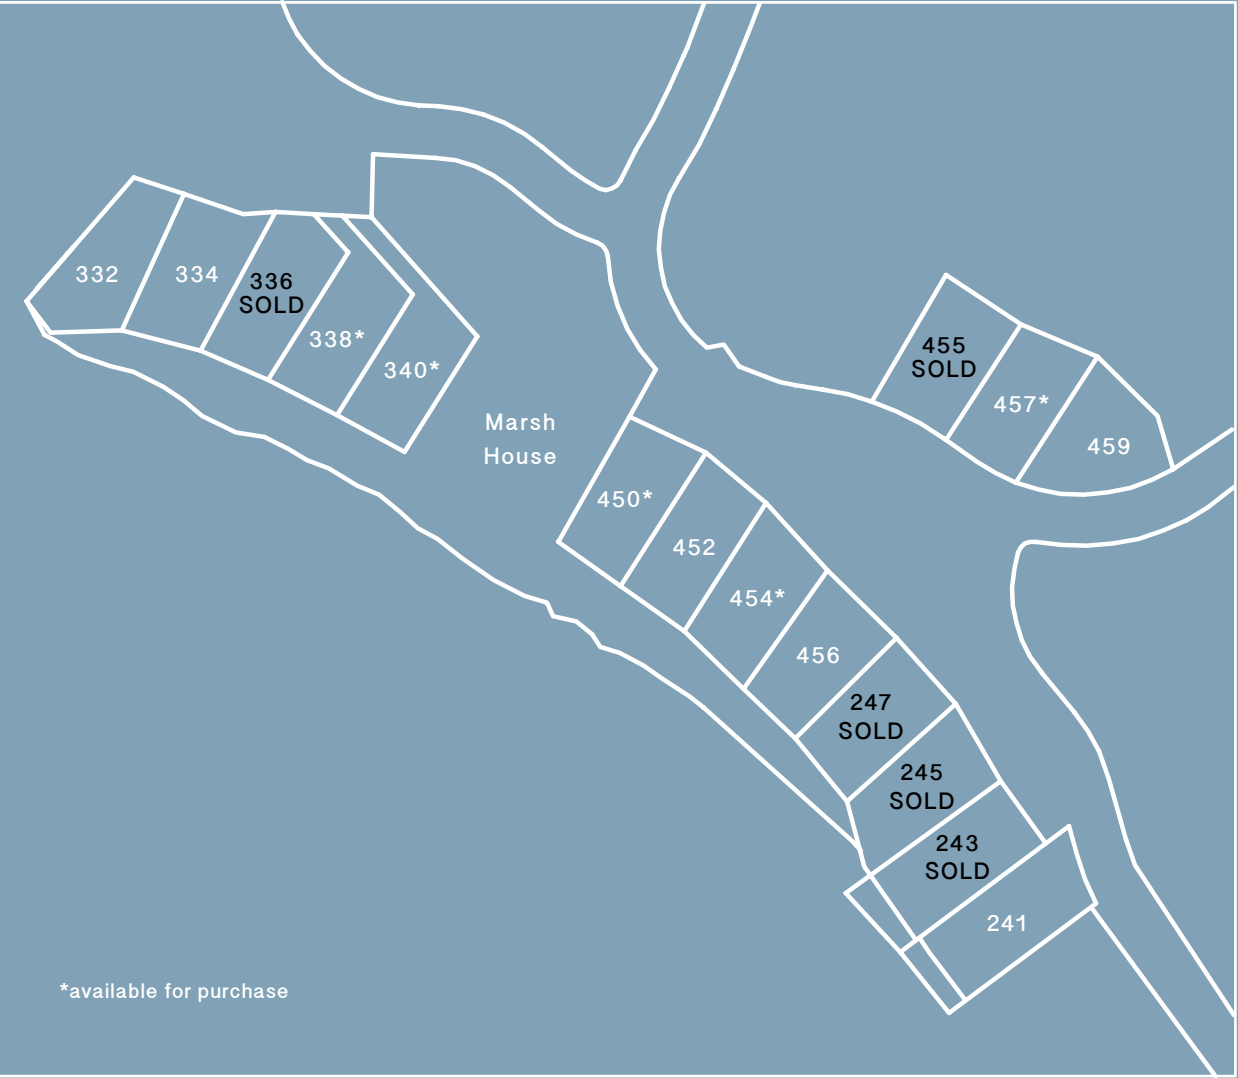 332
334
336
SOLD
338*
340*
Marsh
House
455
SOLD
457*
459
450*
452
454*
456
247
SOLD
245
SOLD
243
SOLD
241
*available for purchase